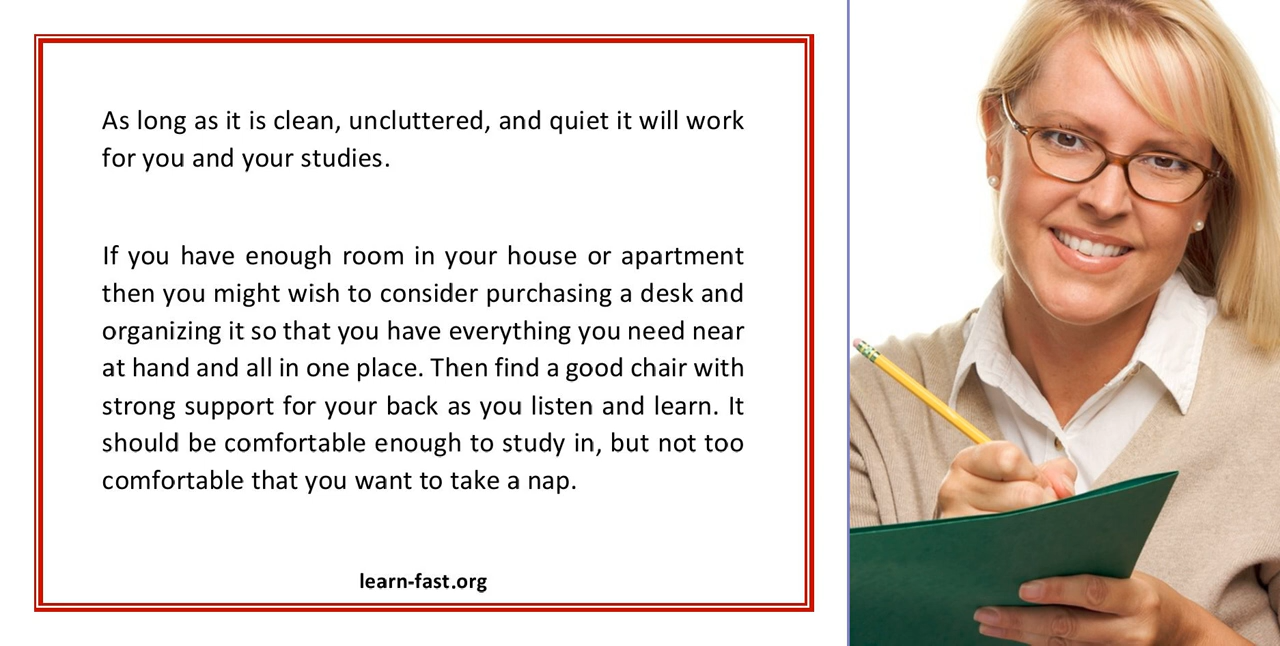 As long as it is clean, uncluttered, and quiet it will work
for you and your studies.
If you have enough room in your house or apartment
then you might wish to consider purchasing a desk and
organizing it so that you have everything you need near
at hand and all in one place. Then find a good chair with
strong support for your back as you listen and learn. It
should be comfortable enough to study in, but not too
comfortable that you want to take a nap.
learn-fast.org